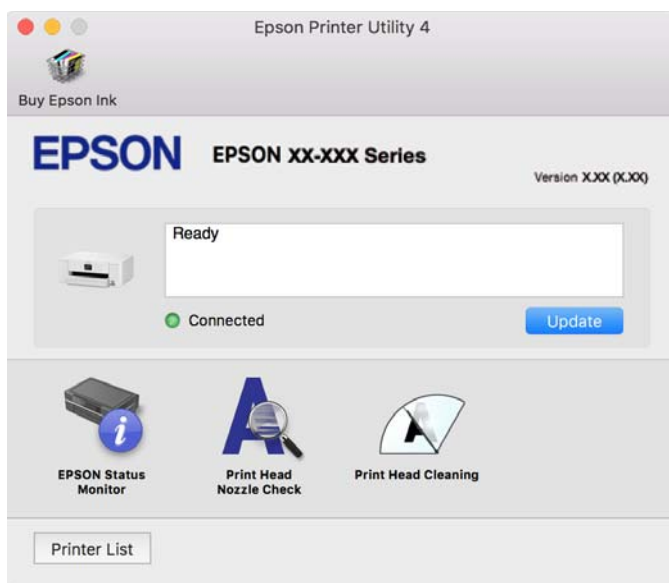 Epson Printer Utility 4
Buy Epson Ink
EPSON
EPSON XX-XXX Series
Version X.XX (X.XX)
Ready
Connected
Update
EPSON Status
Monitor
Print Head
Nozzle Check
Print Head Cleaning
Printer List